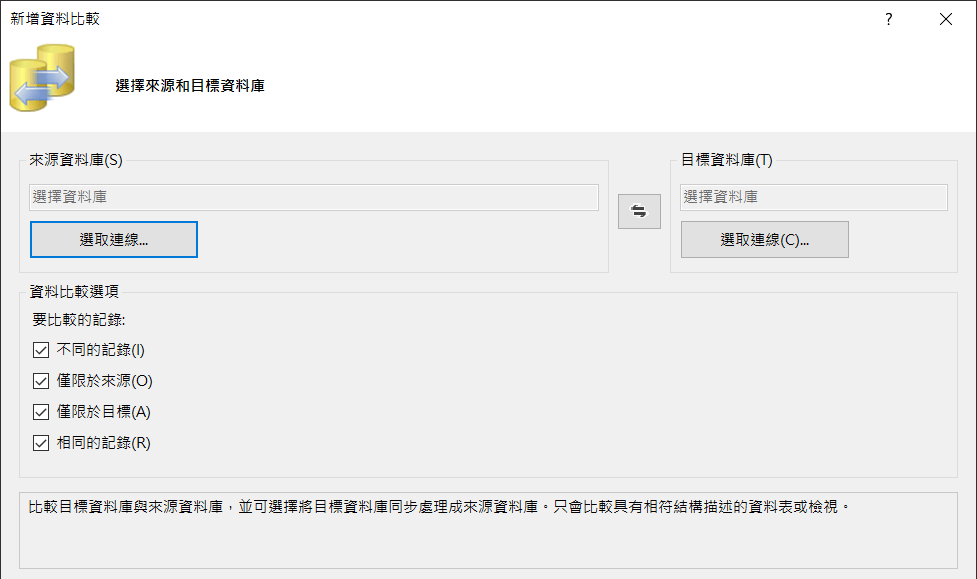 新增資料比較
?
選擇來源和目標資料庫
來源資料庫(S)
選擇資料庫
選取連線...
目標資料庫(T)
選擇資料庫
選取連線(C)...
資料比較選項
要比較的記錄:
不同的記錄(I)
僅限於來源(O)
僅限於目標(A)
相同的記錄(R)
比較目標資料庫與來源資料庫，並可選擇將目標資料庫同步處理成來源資料庫。只會比較具有相符結構描述的資料表或檢視。